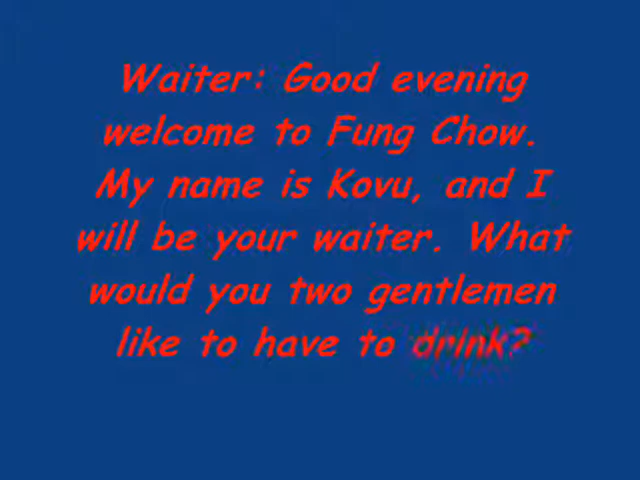 Waiter: Good evening
welcome to Fung Chow.
My name is Kovu, and I
will be your waiter. What
would you two gentlemen
like to have to drink?